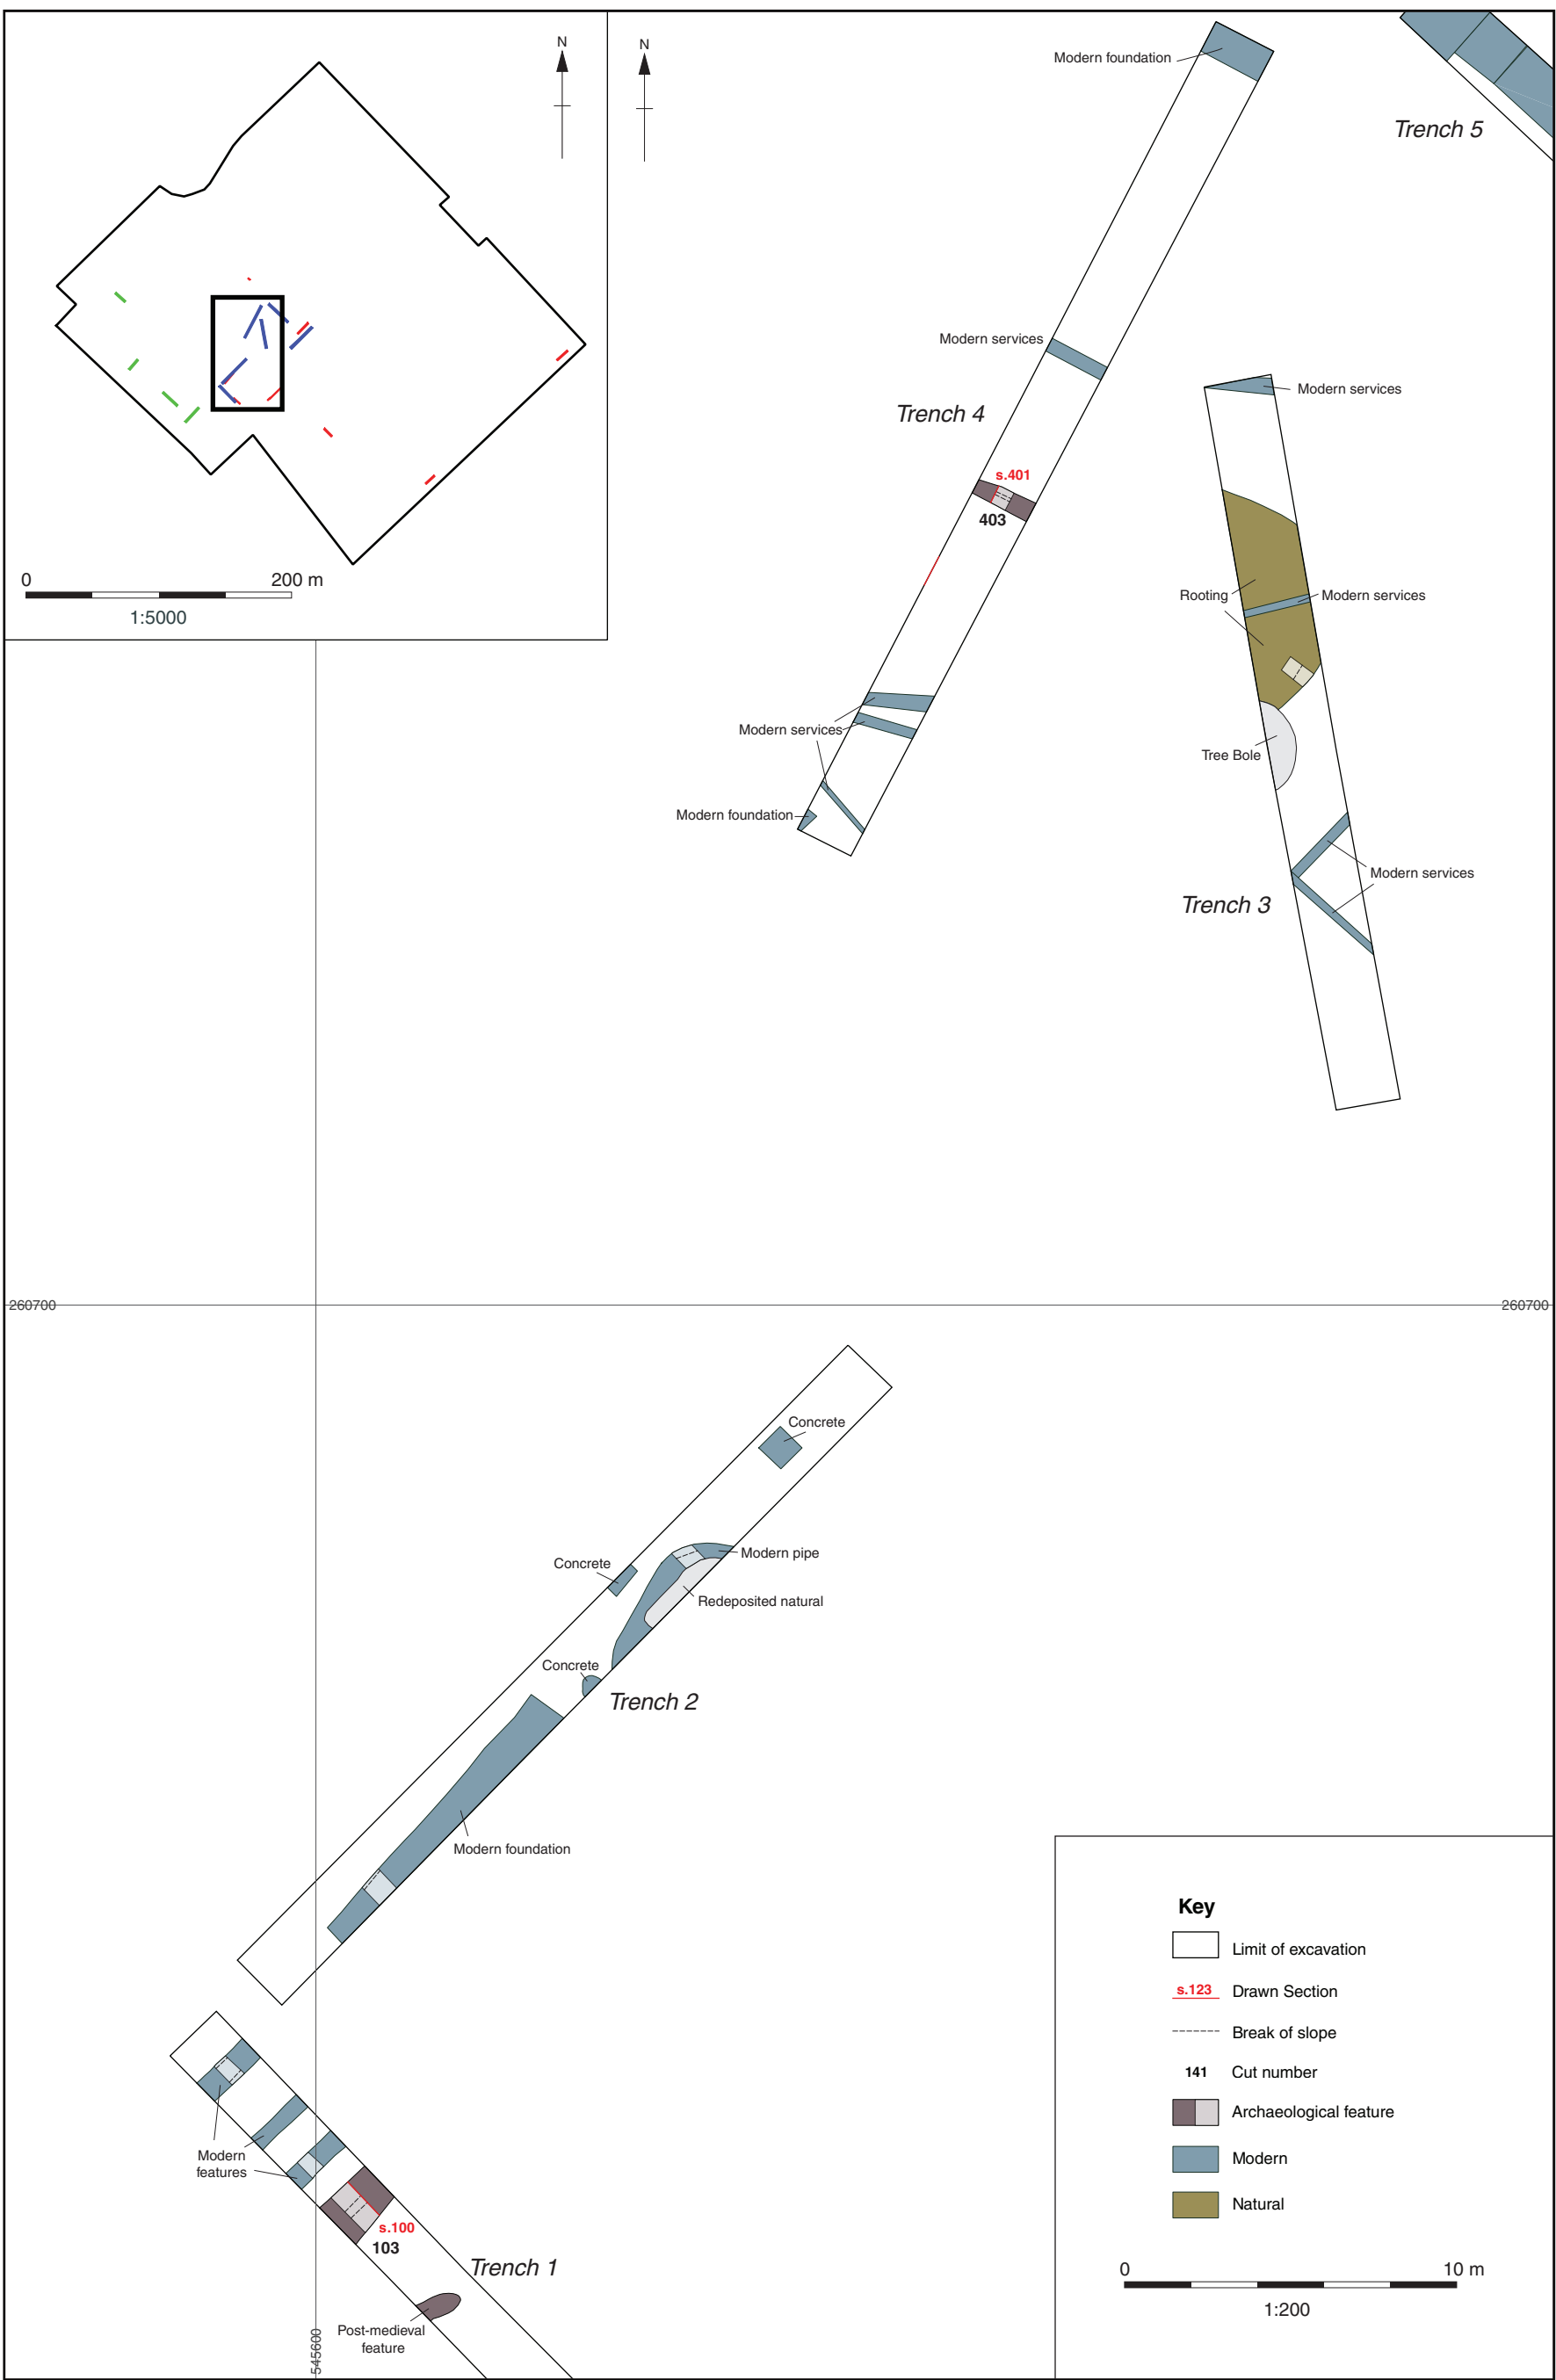 N
N
0 200 m
1:5000
Modern foundation
Trench 5
Modern services
Trench 4
Modern services
s.401
403
Rooting
Modern services
Modern services
Tree Bole
Modern foundation
Modern services
Trench 3
260700
260700
Concrete
Concrete
Modern pipe
Redeposited natural
Concrete
Trench 2
Modern foundation
Modern
features
s.100
103
Trench 1
Post-medieval
feature
545600
Key
Limit of excavation
s.123 Drawn Section
Break of slope
141 Cut number
Archaeological feature
Modern
Natural
0 10 m
1:200